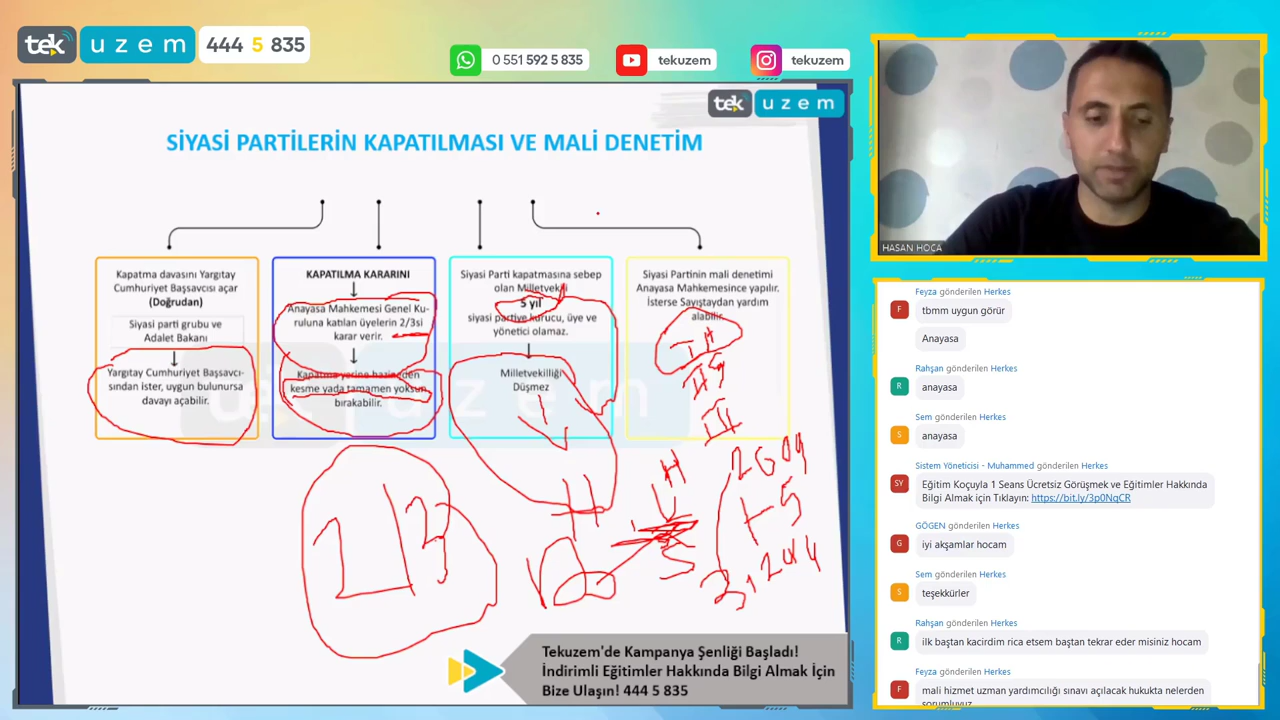 tek uzem 444 5 835
0 551 592 5 835
tekuzem
tekuzem
tek uzem
SİYASİ PARTİLERİN KAPATILMASI VE MALİ DENETİM
Kapatma davasını Yargıtay
Cumhuriyet Başsavcısı açar
(Doğrudan)
Siyasi parti grubu ve
Adalet Bakanı
Yargıtay Cumhuriyet Başsavcı-
sından ister, uygun bulunursa
davayı açabilir.
KAPATILMA KARARINI
Anayasa Mahkemesi Genel Ku-
ruluna katılan üyelerin 2/3si
karar verir.
Kapatma yerine hazineden
kesme yada tamamen yoksun
bırakabilir.
Siyasi Parti kapatmasına sebep
olan Milletvekili
5 yıl
siyasi partiye kurucu, üye ve
yönetici olamaz.
Milletvekilliği
Düşmez
Siyasi Partinin mali denetimi
Anayasa Mahkemesince yapılır.
İsterse Sayıştaydan yardım
alabilir.
Tekuzem'de Kampanya Şenliği Başladı!
İndirimli Eğitimler Hakkında Bilgi Almak İçin
Bize Ulaşın! 444 5 835
HASAN HOCA
Feyza gönderilen Herkes
F tbmm uygun görür
Anayasa
Rahşan gönderilen Herkes
R anayasa
Sem gönderilen Herkes
S anayasa
Sistem Yöneticisi - Muhammed gönderilen Herkes
SY Eğitim Koçuyla 1 Seans Ücretsiz Görüşmek ve Eğitimler Hakkında
Bilgi Almak için Tıklayın: https://bit.ly/3p0NqCR
GÖGEN gönderilen Herkes
G iyi akşamlar hocam
Sem gönderilen Herkes
S teşekkürler
Rahşan gönderilen Herkes
R ilk baştan kacirdim rica etsem baştan tekrar eder misiniz hocam
Feyza gönderilen Herkes
F mali hizmet uzman yardımcılığı sınavı açılacak hukukta nelerden
sorumluyuz